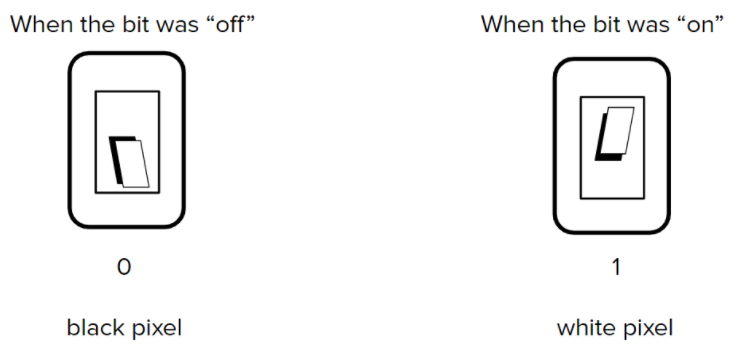 When the bit was “off”
When the bit was “on”
0
1
black pixel
white pixel